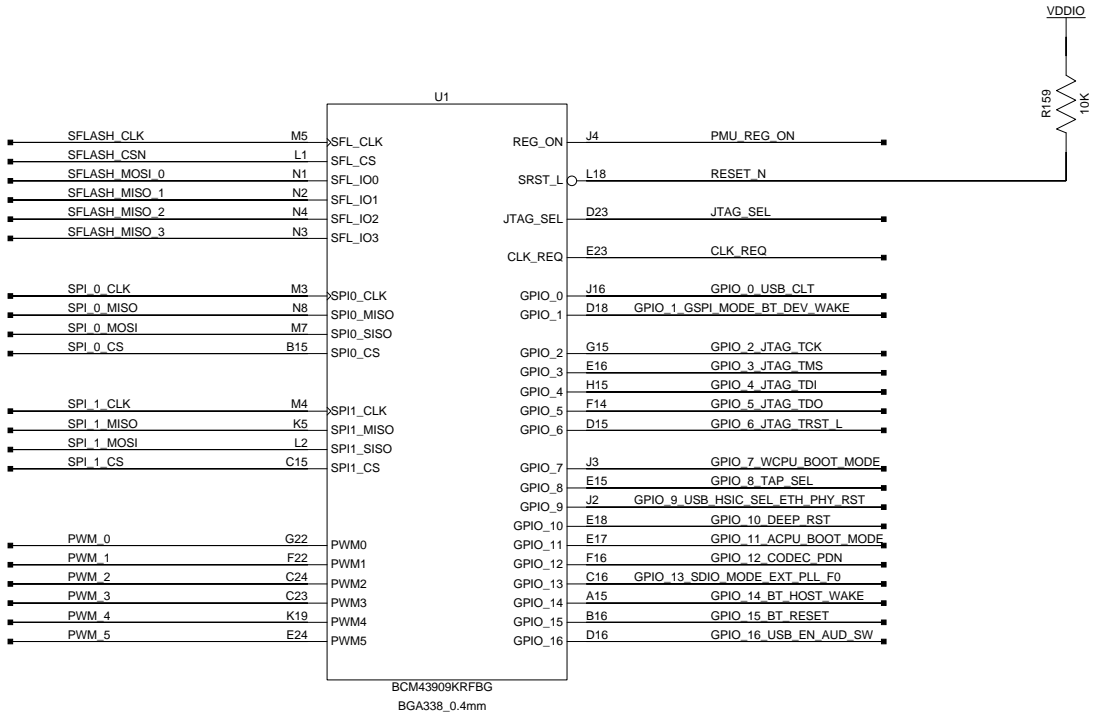 VDDIO
R159
10K
U1
SFLASH_CLK M5 SFL_CLK
SFLASH_CSN L1 SFL_CS
SFLASH_MOSI_0 N1 SFL_IO0
SFLASH_MISO_1 N2 SFL_IO1
SFLASH_MISO_2 N4 SFL_IO2
SFLASH_MISO_3 N3 SFL_IO3
SPI_0_CLK M3 SPI0_CLK
SPI_0_MISO N8 SPI0_MISO
SPI_0_MOSI M7 SPI0_SISO
SPI_0_CS B15 SPI0_CS
SPI_1_CLK M4 SPI1_CLK
SPI_1_MISO K5 SPI1_MISO
SPI_1_MOSI L2 SPI1_SISO
SPI_1_CS C15 SPI1_CS
PWM_0 G22 PWM0
PWM_1 F22 PWM1
PWM_2 C24 PWM2
PWM_3 C23 PWM3
PWM_4 K19 PWM4
PWM_5 E24 PWM5
REG_ON J4 PMU_REG_ON
SRST_L L18 RESET_N
JTAG_SEL D23 JTAG_SEL
CLK_REQ E23 CLK_REQ
GPIO_0 J16 GPIO_0_USB_CLT
GPIO_1 D18 GPIO_1_GSPI_MODE_BT_DEV_WAKE
GPIO_2 G15 GPIO_2_JTAG_TCK
GPIO_3 E16 GPIO_3_JTAG_TMS
GPIO_4 H15 GPIO_4_JTAG_TDI
GPIO_5 F14 GPIO_5_JTAG_TDO
GPIO_6 D15 GPIO_6_JTAG_TRST_L
GPIO_7 J3 GPIO_7_WCPU_BOOT_MODE
GPIO_8 E15 GPIO_8_TAP_SEL
GPIO_9 J2 GPIO_9_USB_HSIC_SEL_ETH_PHY_RST
GPIO_10 E18 GPIO_10_DEEP_RST
GPIO_11 E17 GPIO_11_ACPU_BOOT_MODE
GPIO_12 F16 GPIO_12_CODEC_PDN
GPIO_13 C16 GPIO_13_SDIO_MODE_EXT_PLL_F0
GPIO_14 A15 GPIO_14_BT_HOST_WAKE
GPIO_15 B16 GPIO_15_BT_RESET
GPIO_16 D16 GPIO_16_USB_EN_AUD_SW
BCM43909KRFBG
BGA338_0.4mm